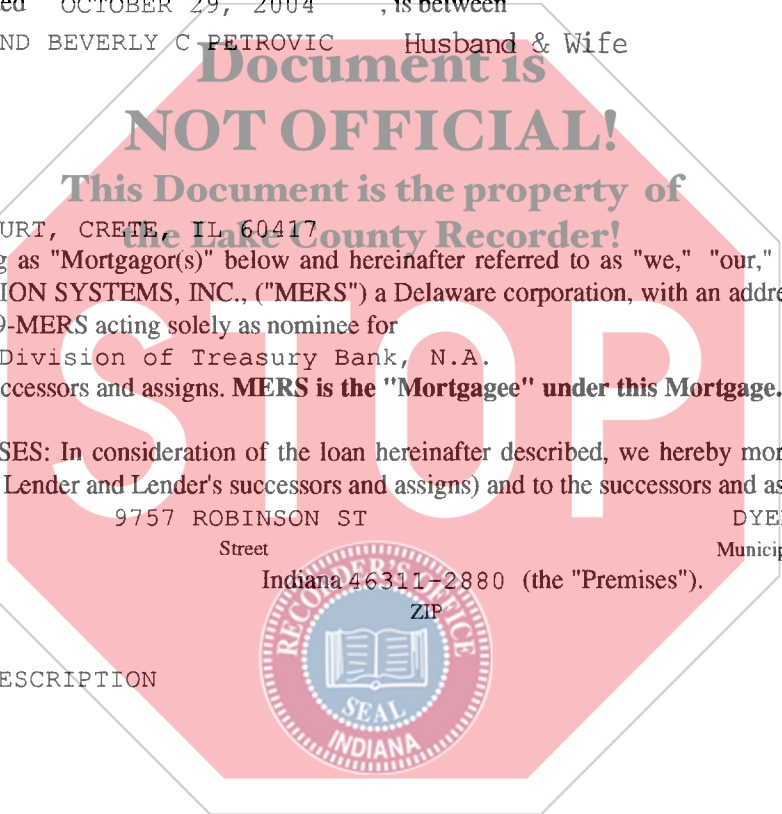 ed OCTOBER 29, 2004 , is between
ND BEVERLY C PETROVIC Husband & Wife
Document is
NOT OFFICIAL!
This Document is the property of
the Lake County Recorder!
URT, CRETE, IL 60417
g as "Mortgagor(s)" below and hereinafter referred to as "we," "our,"
ION SYSTEMS, INC., ("MERS") a Delaware corporation, with an addre
9-MERS acting solely as nominee for
Division of Treasury Bank, N.A.
ccessors and assigns. MERS is the "Mortgagee" under this Mortgage.
SES: In consideration of the loan hereinafter described, we hereby mor
Lender and Lender's successors and assigns) and to the successors and as
9757 ROBINSON ST DYE
Street Municip
Indiana 46311-2880 (the "Premises").
ZIP
ESCRIPTION
STOP
RECORDER'S OFFICE
SEAL
INDIANA